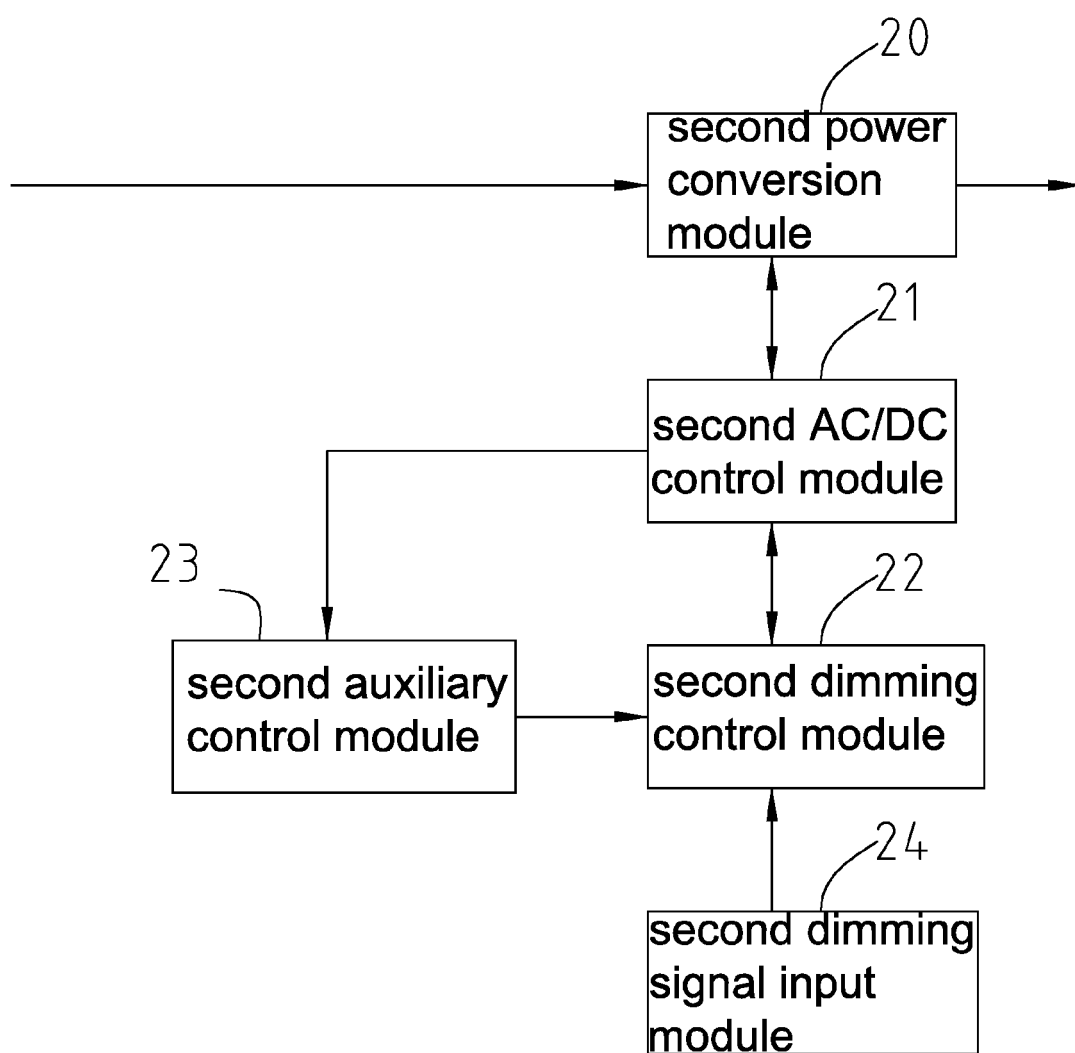 20
second power
conversion
module
21
second AC/DC
control module
23
22
second auxiliary
control module
second dimming
control module
24
second dimming
signal input
module